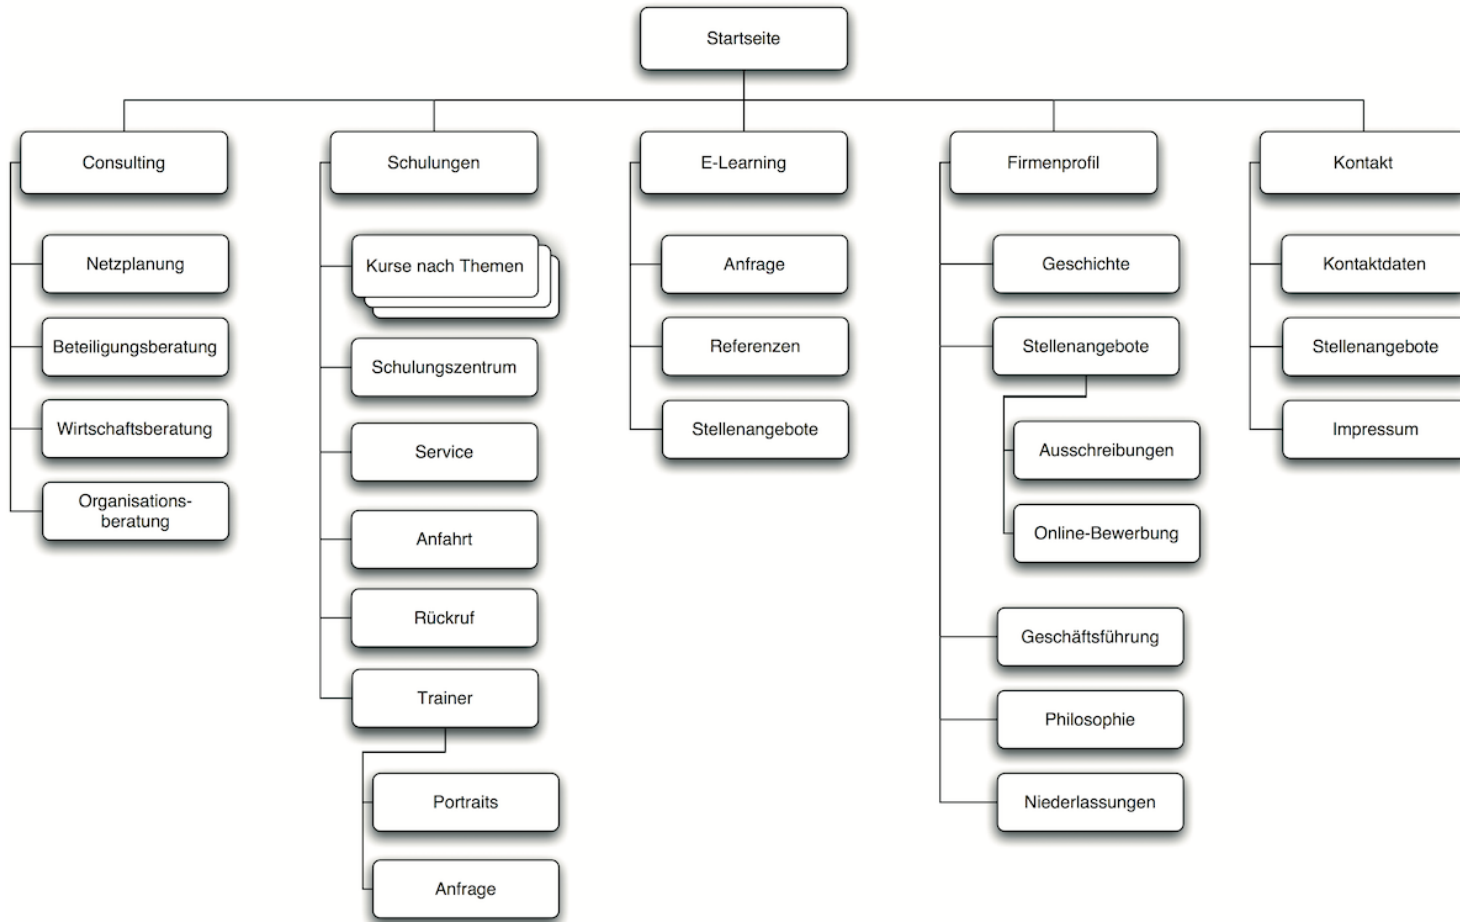 Startseite
Consulting
Netzplanung
Beteiligungsberatung
Wirtschaftsberatung
Organisations-
beratung
Schulungen
Kurse nach Themen
Schulungszentrum
Service
Anfahrt
Rückruf
Trainer
Portraits
Anfrage
E-Learning
Anfrage
Referenzen
Stellenangebote
Firmenprofil
Geschichte
Stellenangebote
Ausschreibungen
Online-Bewerbung
Geschäftsführung
Philosophie
Niederlassungen
Kontakt
Kontaktdaten
Stellenangebote
Impressum